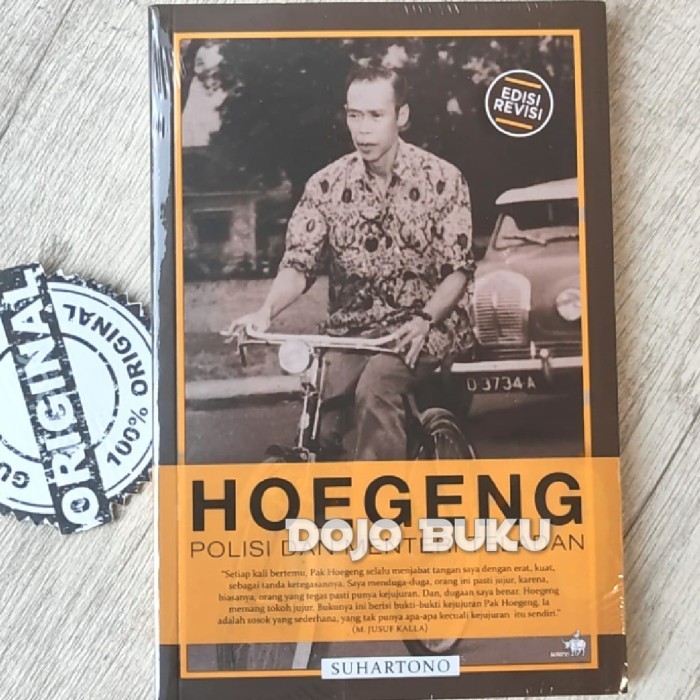 EDISI
REVISI
D 3734 A
HOEGENG
DOJO BUKU
POLISI DAN MENTERI TELADAN
"Setiap kali bertemu, Pak Hoegeng selalu menjabat tangan saya dengan erat, kuat,
sebagai tanda ketegasannya. Saya menduga-duga, orang ini pasti jujur, karena,
biasanya, orang yang tegas pasti punya kejujuran. Dan, dugaan saya benar. Hoegeng
memang tokoh jujur. Bukunya ini berisi bukti-bukti kejujuran Pak Hoegeng. Ia
adalah sosok yang sederhana, yang tak punya apa-apa kecuali kejujuran itu sendiri."
(M. JUSUF KALLA)
SUHARTONO
ORIGINAL
100% ORIGINAL